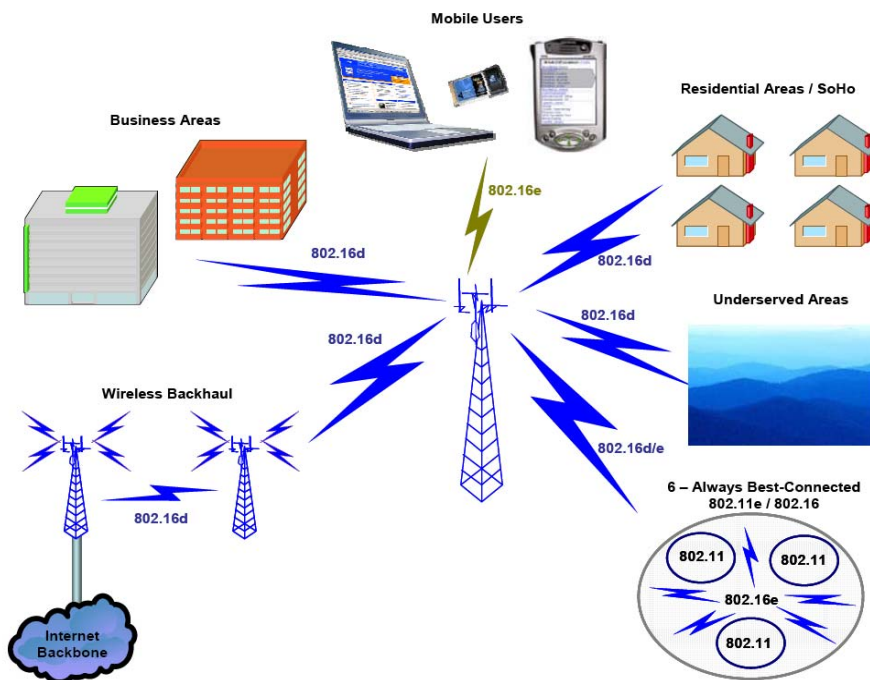 Mobile Users
Residential Areas / SoHo
Business Areas
802.16e
802.16d
802.16d
Underserved Areas
802.16d
802.16d
Wireless Backhaul
802.16d/e
6 – Always Best-Connected
802.11e / 802.16
802.16d
802.11
802.11
802.16e
Internet
Backbone
802.11